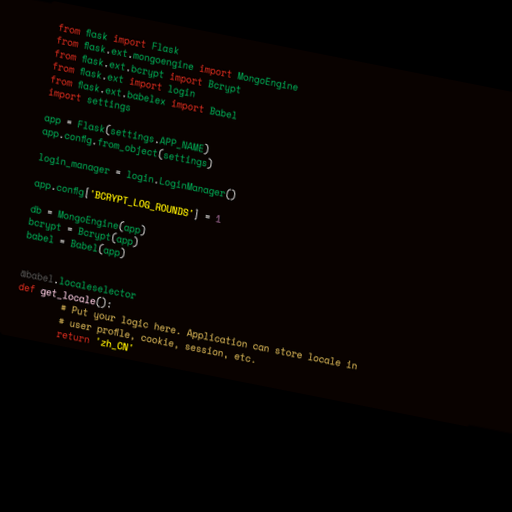 from flask import Flask
from flask.ext.mongoengine import MongoEngine
from flask.ext.bcrypt import Bcrypt
from flask.ext import login
from flask.ext.babelex import Babel
import settings

app = Flask(settings.APP_NAME)
app.config.from_object(settings)

login_manager = login.LoginManager()

app.config['BCRYPT_LOG_ROUNDS'] = 1

db = MongoEngine(app)
bcrypt = Bcrypt(app)
babel = Babel(app)


@babel.localeselector
def get_locale():
        # Put your logic here. Application can store locale in
        # user profile, cookie, session, etc.
        return 'zh_CN'